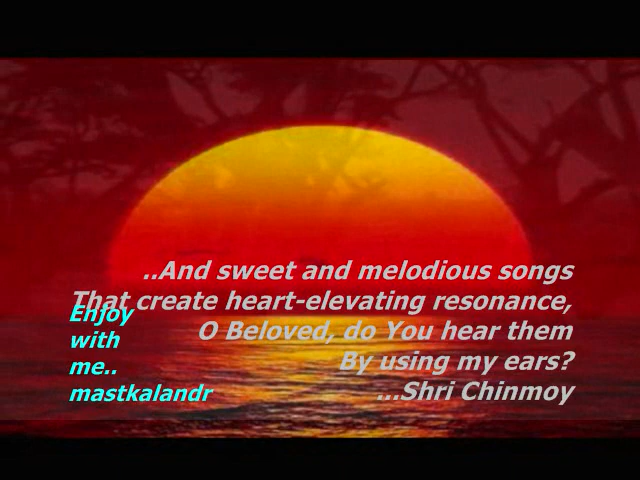 ..And sweet and melodious songs
That create heart-elevating resonance,
O Beloved, do You hear them
By using my ears?
...Shri Chinmoy
Enjoy
with
me..
mastkalandr